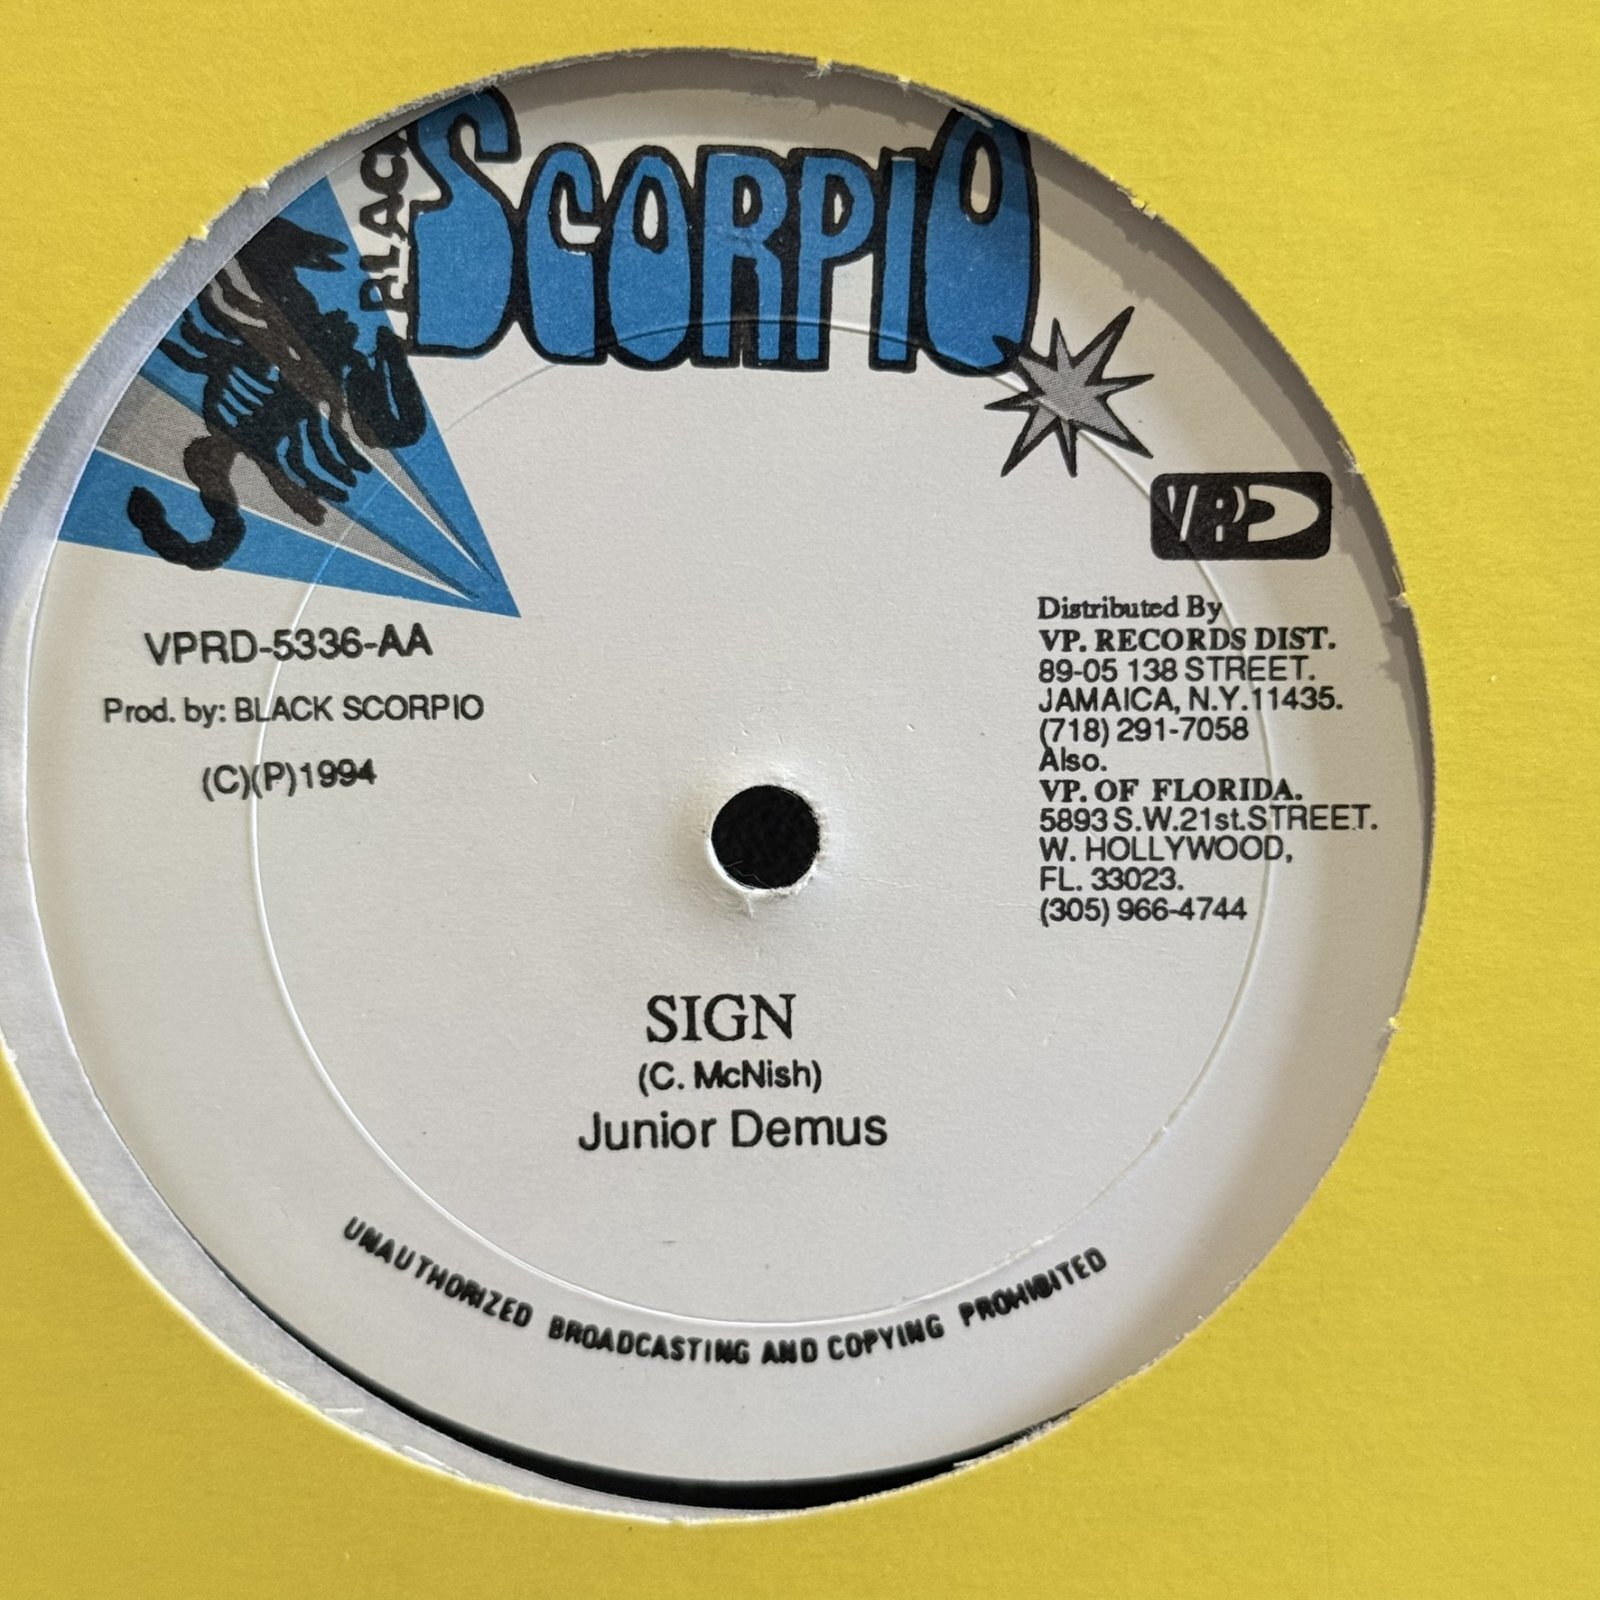 BLACK
SCORPIO
VP
VPRD-5336-AA
Prod. by: BLACK SCORPIO
(C)(P)1994
Distributed By
VP. RECORDS DIST.
89-05 138 STREET.
JAMAICA, N.Y.11435.
(718) 291-7058
Also.
VP. OF FLORIDA.
5893 S.W.21st.STREET.
W. HOLLYWOOD,
FL. 33023.
(305) 966-4744
SIGN
(C. McNish)
Junior Demus
UNAUTHORIZED BROADCASTING AND COPYING PROHIBITED